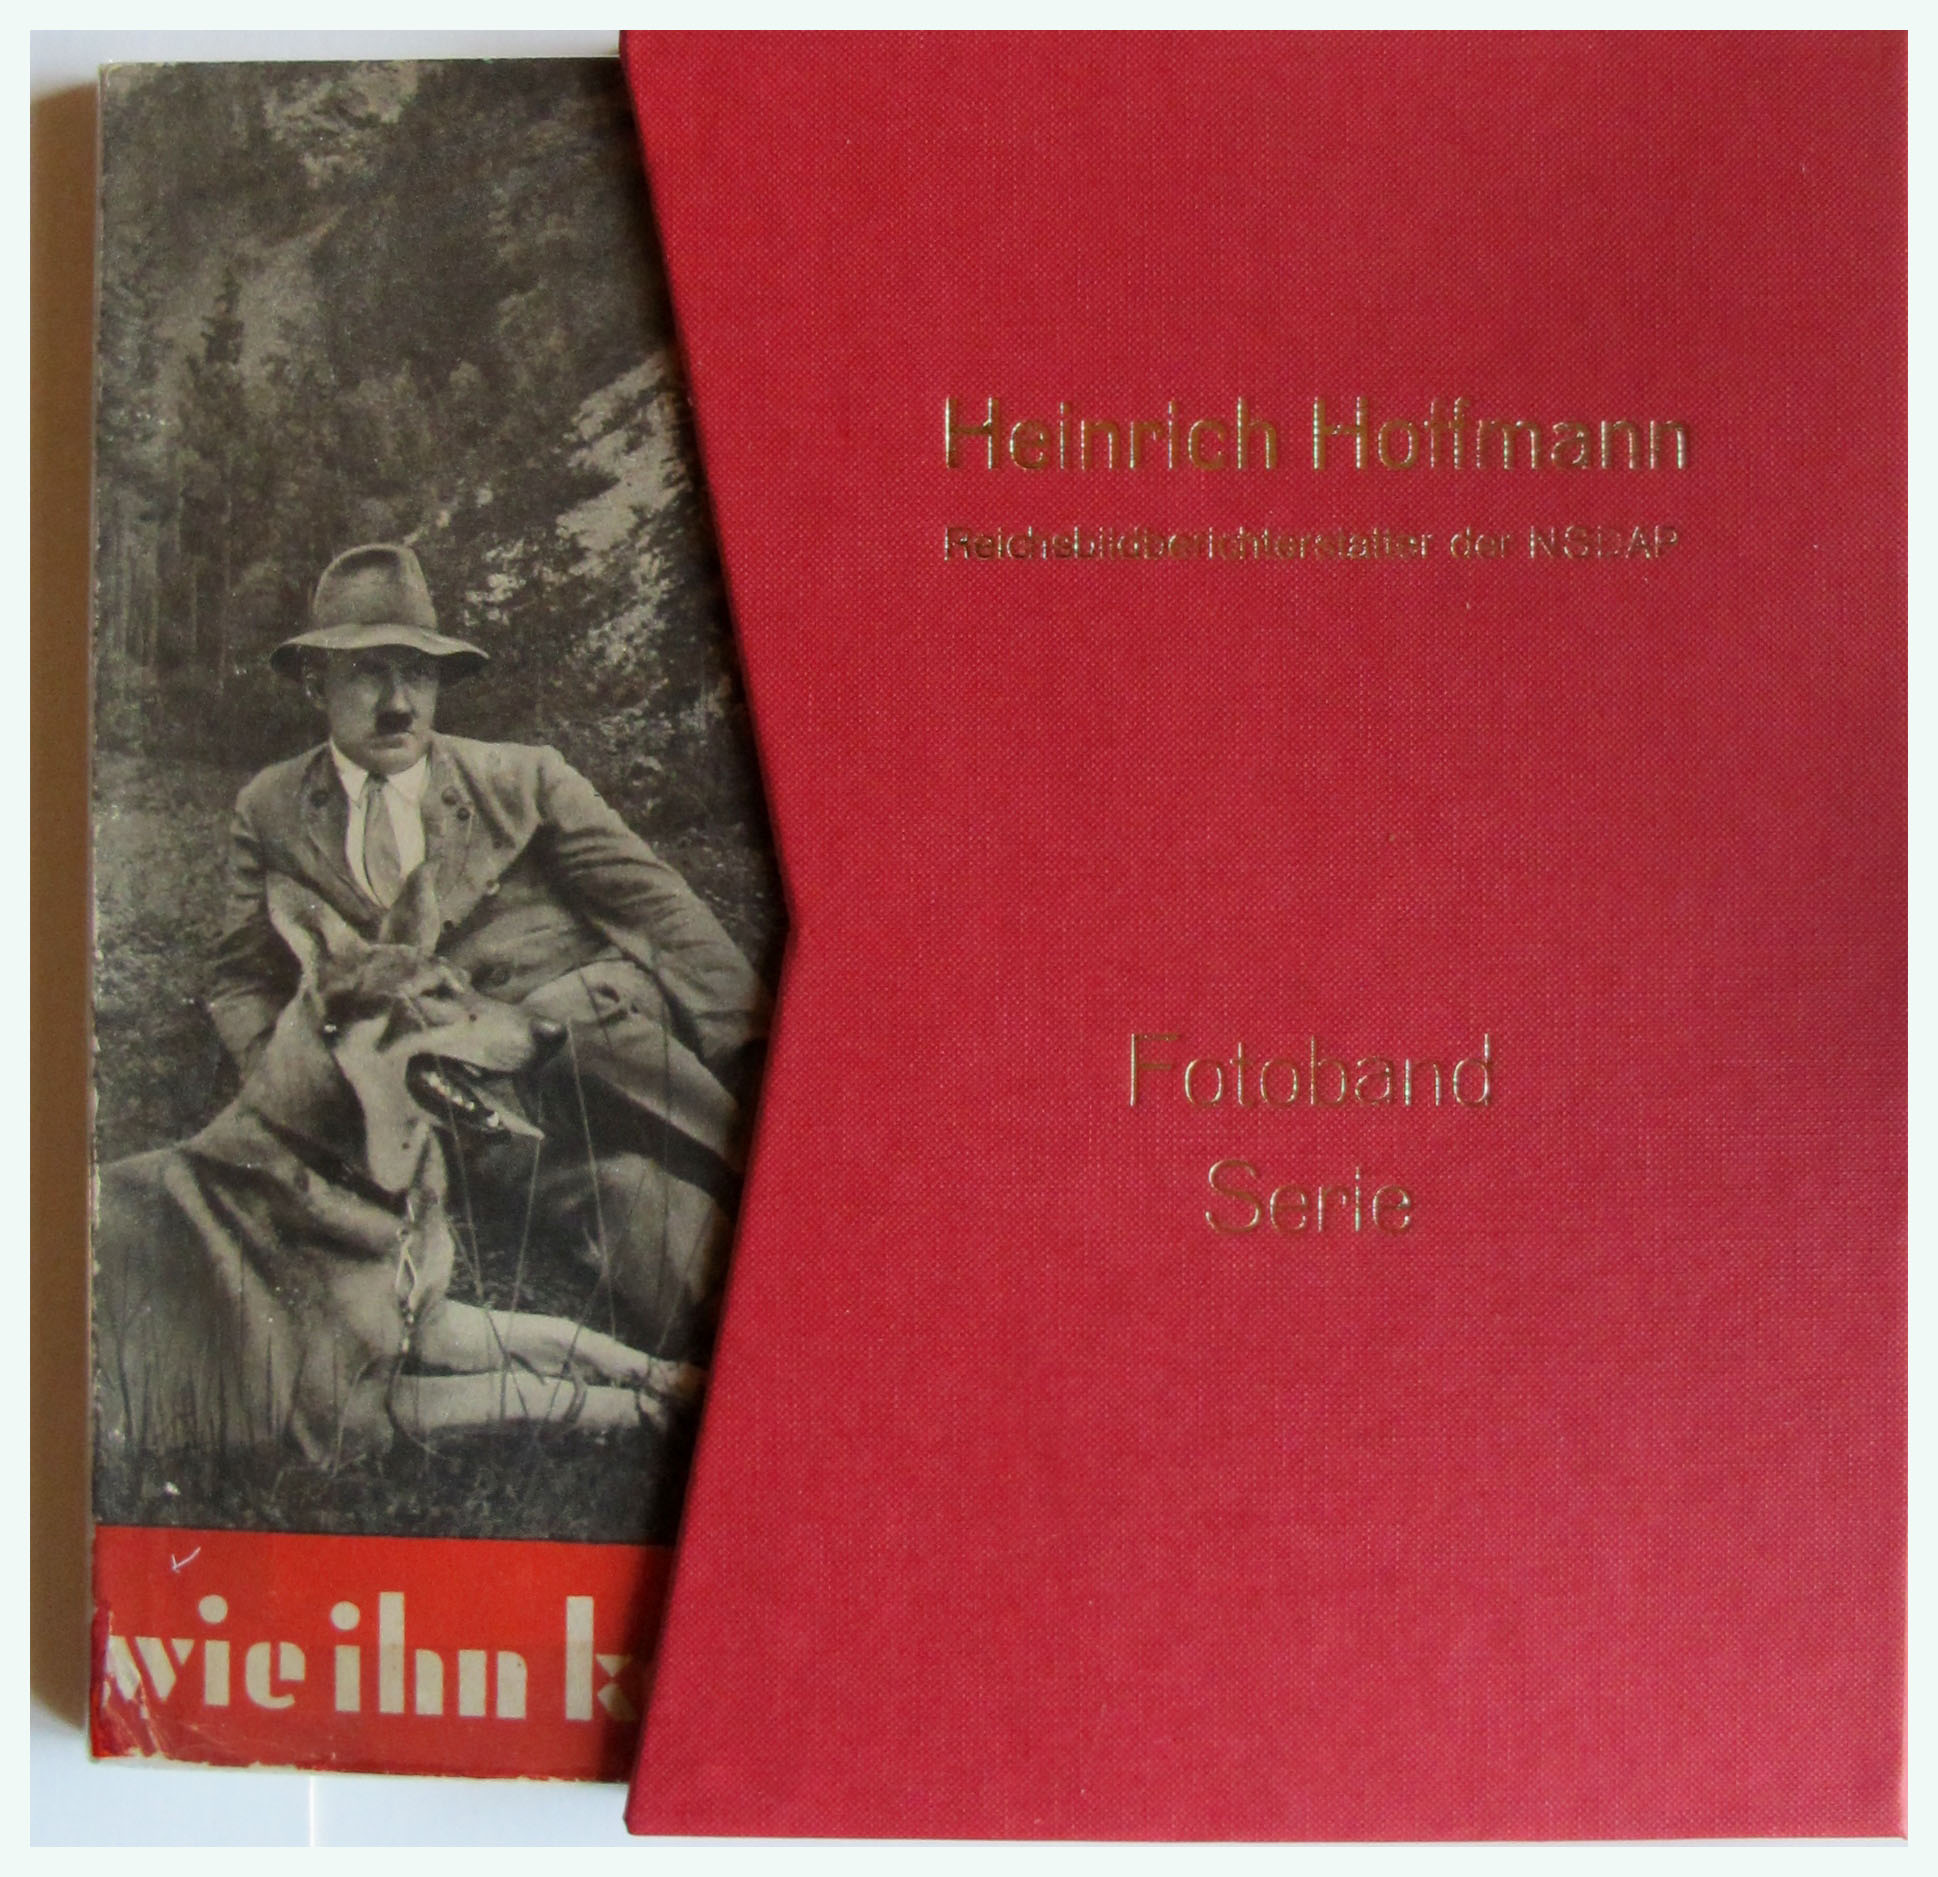 Heinrich Hoffmann
Reichsbildberichterstatter der NSDAP
Fotoband
Serie
wie ihn k